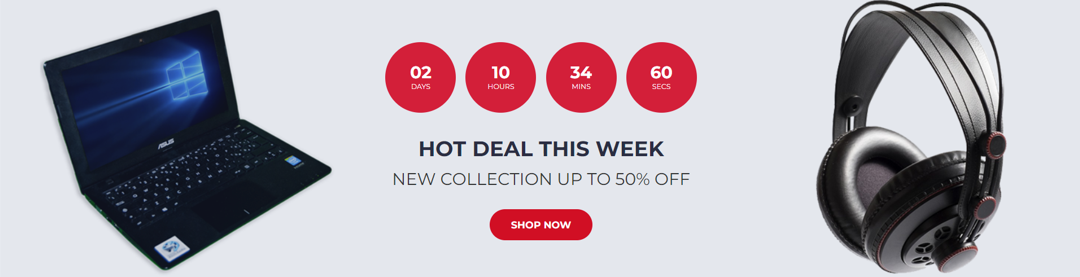 ASUS
02
DAYS
10
HOURS
34
MINS
60
SECS
HOT DEAL THIS WEEK
NEW COLLECTION UP TO 50% OFF
SHOP NOW